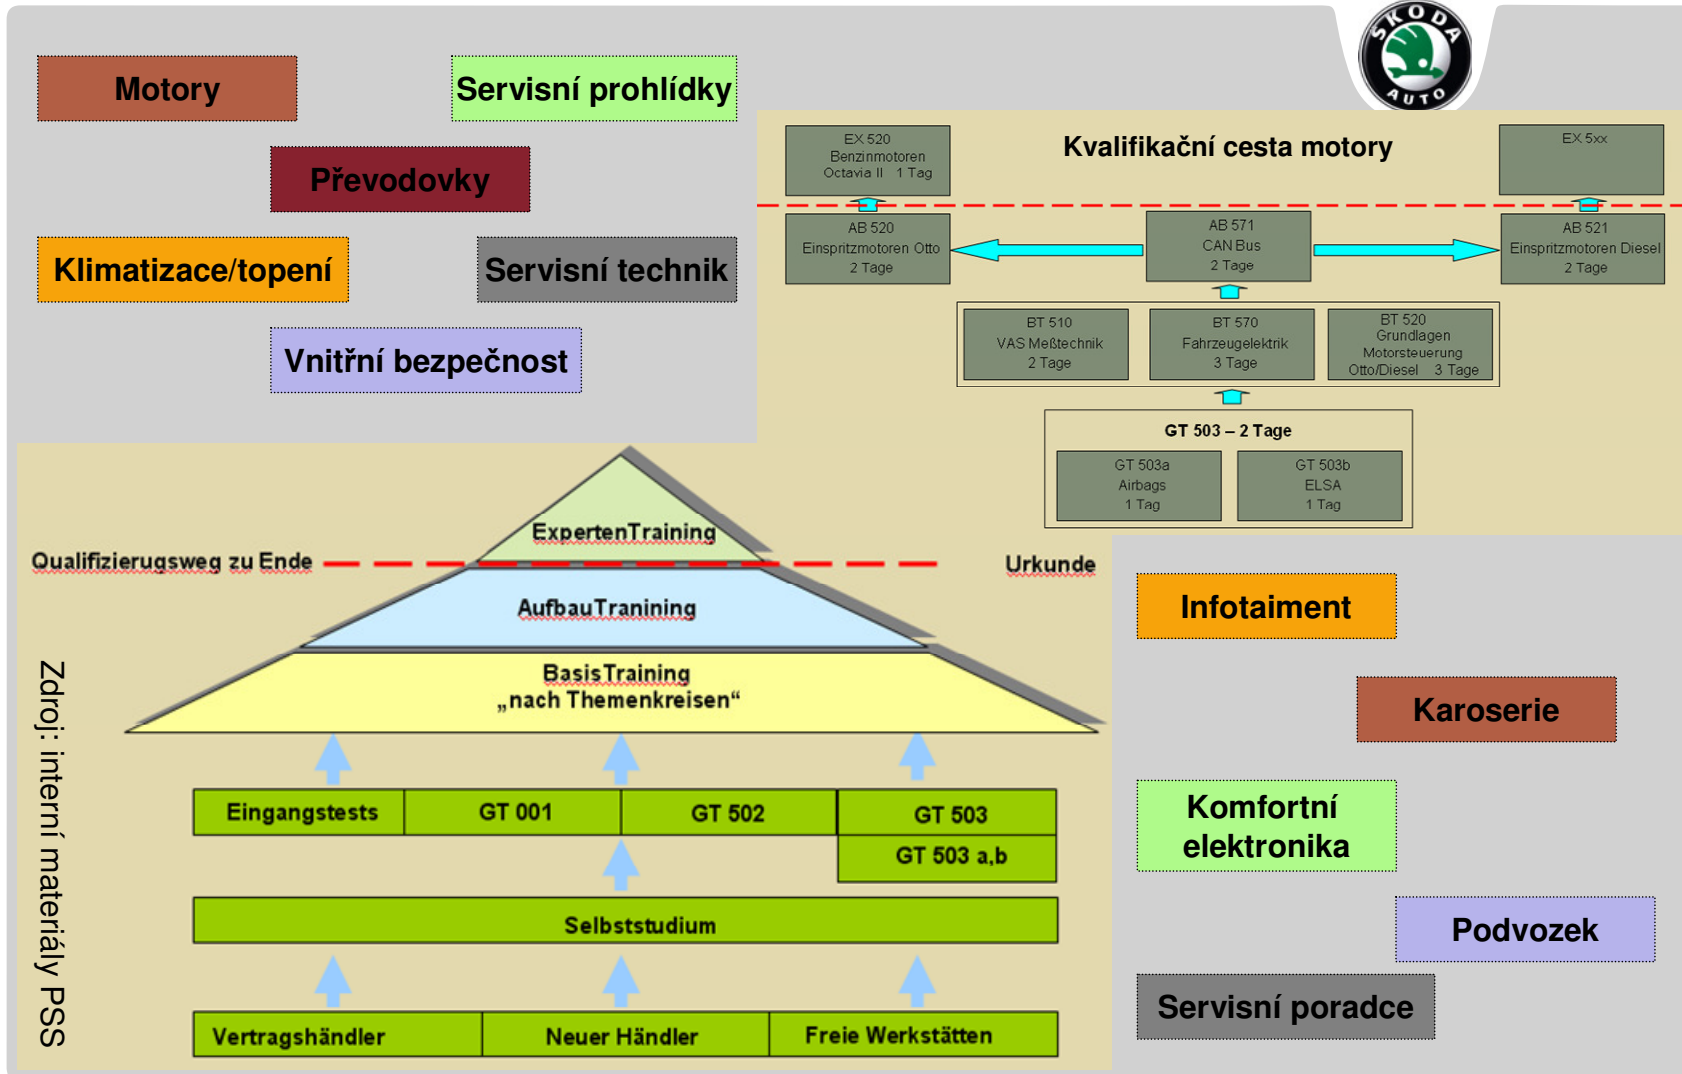 ŠKODA
AUTO
Motory
Servisní prohlídky
Převodovky
Klimatizace/topení
Servisní technik
Vnitřní bezpečnost
Kvalifikační cesta motory
EX 520
Benzinmotoren
Octavia II 1 Tag
EX 5xx
AB 520
Einspritzmotoren Otto
2 Tage
AB 571
CAN Bus
2 Tage
AB 521
Einspritzmotoren Diesel
2 Tage
BT 510
VAS Meßtechnik
2 Tage
BT 570
Fahrzeugelektrik
3 Tage
BT 520
Grundlagen
Motorsteuerung
Otto/Diesel 3 Tage
GT 503 – 2 Tage
GT 503a
Airbags
1 Tag
GT 503b
ELSA
1 Tag
ExpertenTraining
Qualifizierugsweg zu Ende
Urkunde
AufbauTranining
BasisTraining
„nach Themenkreisen“
Eingangstests
GT 001
GT 502
GT 503
GT 503 a,b
Selbststudium
Vertragshändler
Neuer Händler
Freie Werkstätten
Zdroj: interní materiály PSS
Infotaiment
Karoserie
Komfortní
elektronika
Podvozek
Servisní poradce